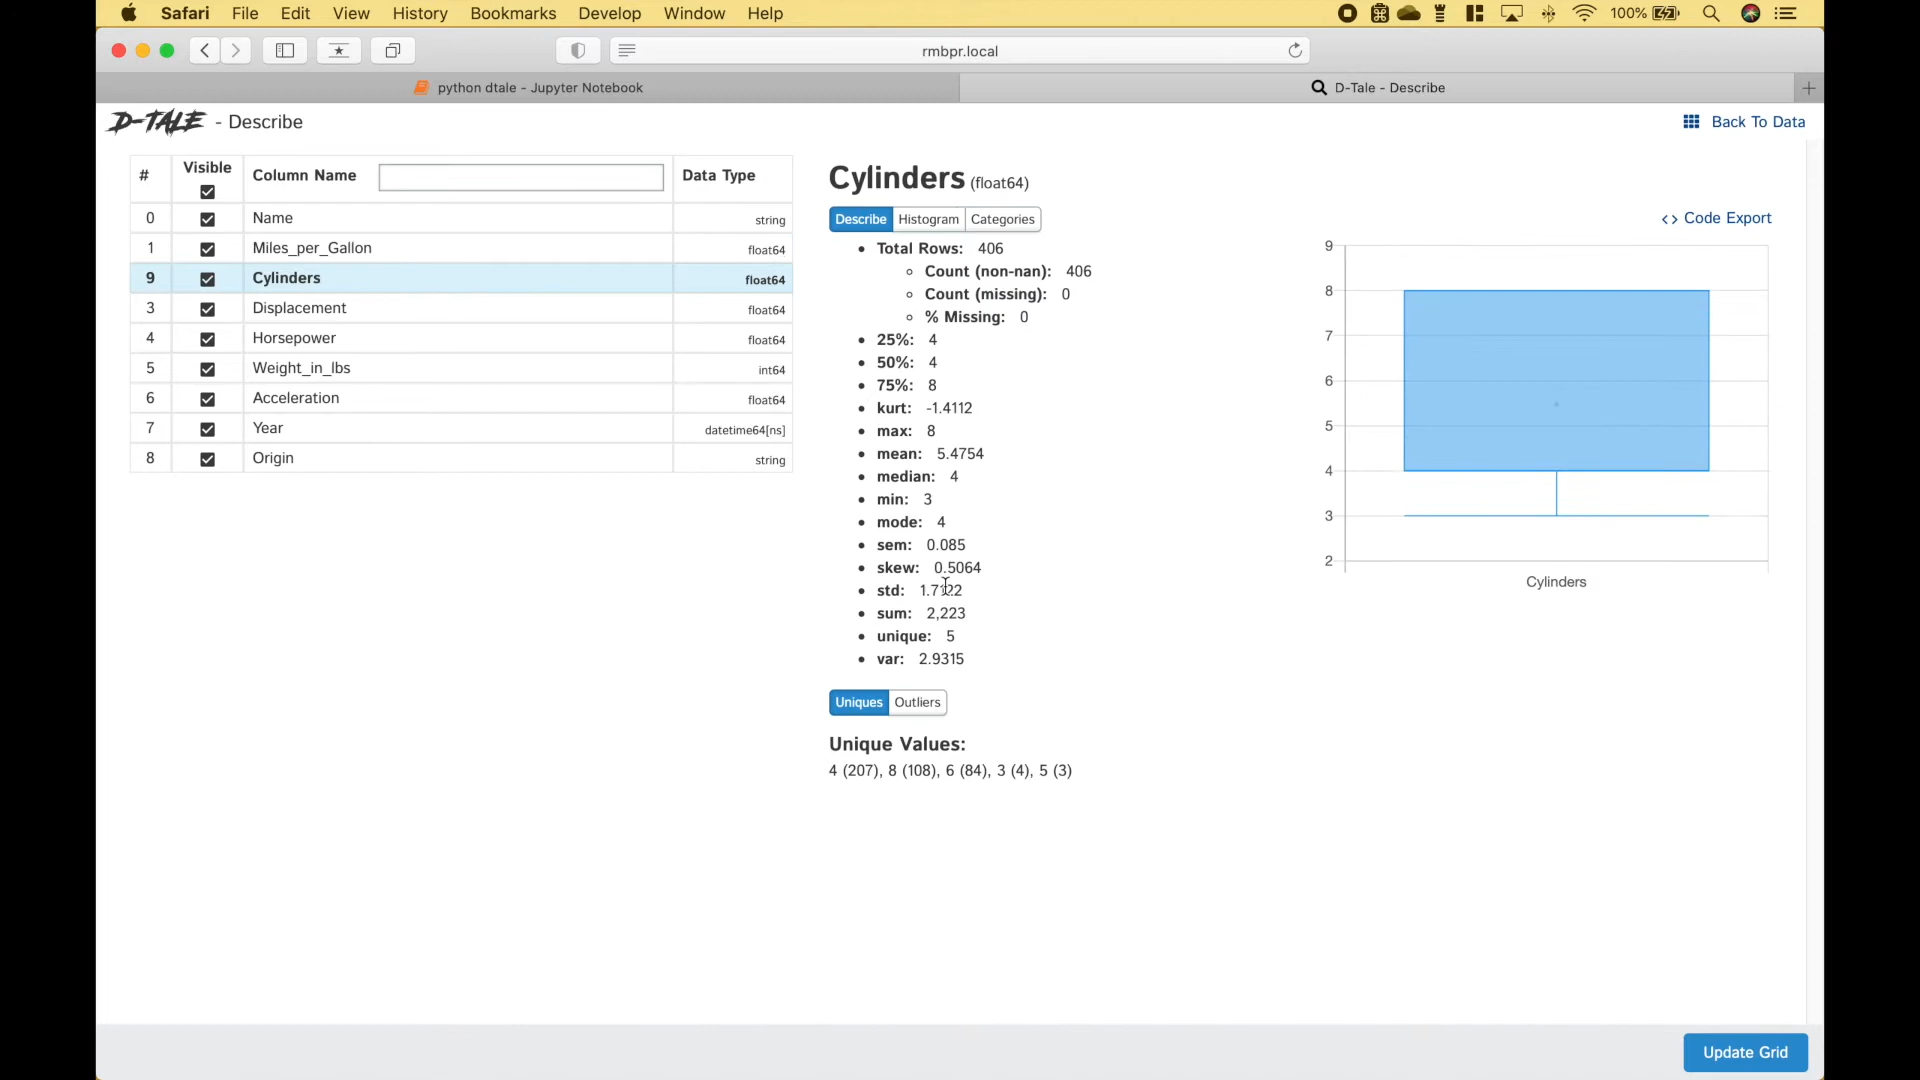 Safari File Edit View History Bookmarks Develop Window Help 100%
rmbpr.local
python dtale - Jupyter Notebook D-Tale - Describe
D-TALE - Describe Back To Data
# Visible Column Name Data Type
0 Name string
1 Miles_per_Gallon float64
9 Cylinders float64
3 Displacement float64
4 Horsepower float64
5 Weight_in_lbs int64
6 Acceleration float64
7 Year datetime64[ns]
8 Origin string
Cylinders (float64)
Describe Histogram Categories
Total Rows: 406
Count (non-nan): 406
Count (missing): 0
% Missing: 0
25%: 4
50%: 4
75%: 8
kurt: -1.4112
max: 8
mean: 5.4754
median: 4
min: 3
mode: 4
sem: 0.085
skew: 0.5064
std: 1.7122
sum: 2,223
unique: 5
var: 2.9315
Uniques Outliers
Unique Values:
4 (207), 8 (108), 6 (84), 3 (4), 5 (3)
<> Code Export
9
8
7
6
5
4
3
2
Cylinders
Update Grid